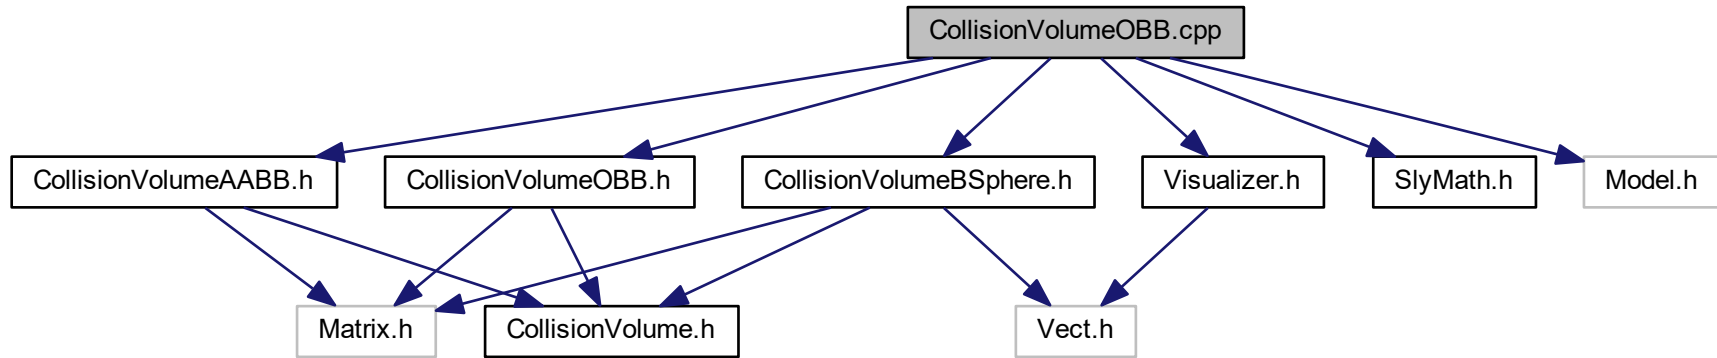 CollisionVolumeOBB.cpp
CollisionVolumeAABB.h
CollisionVolumeOBB.h
CollisionVolumeBSphere.h
Visualizer.h
SlyMath.h
Model.h
Matrix.h
CollisionVolume.h
Vect.h